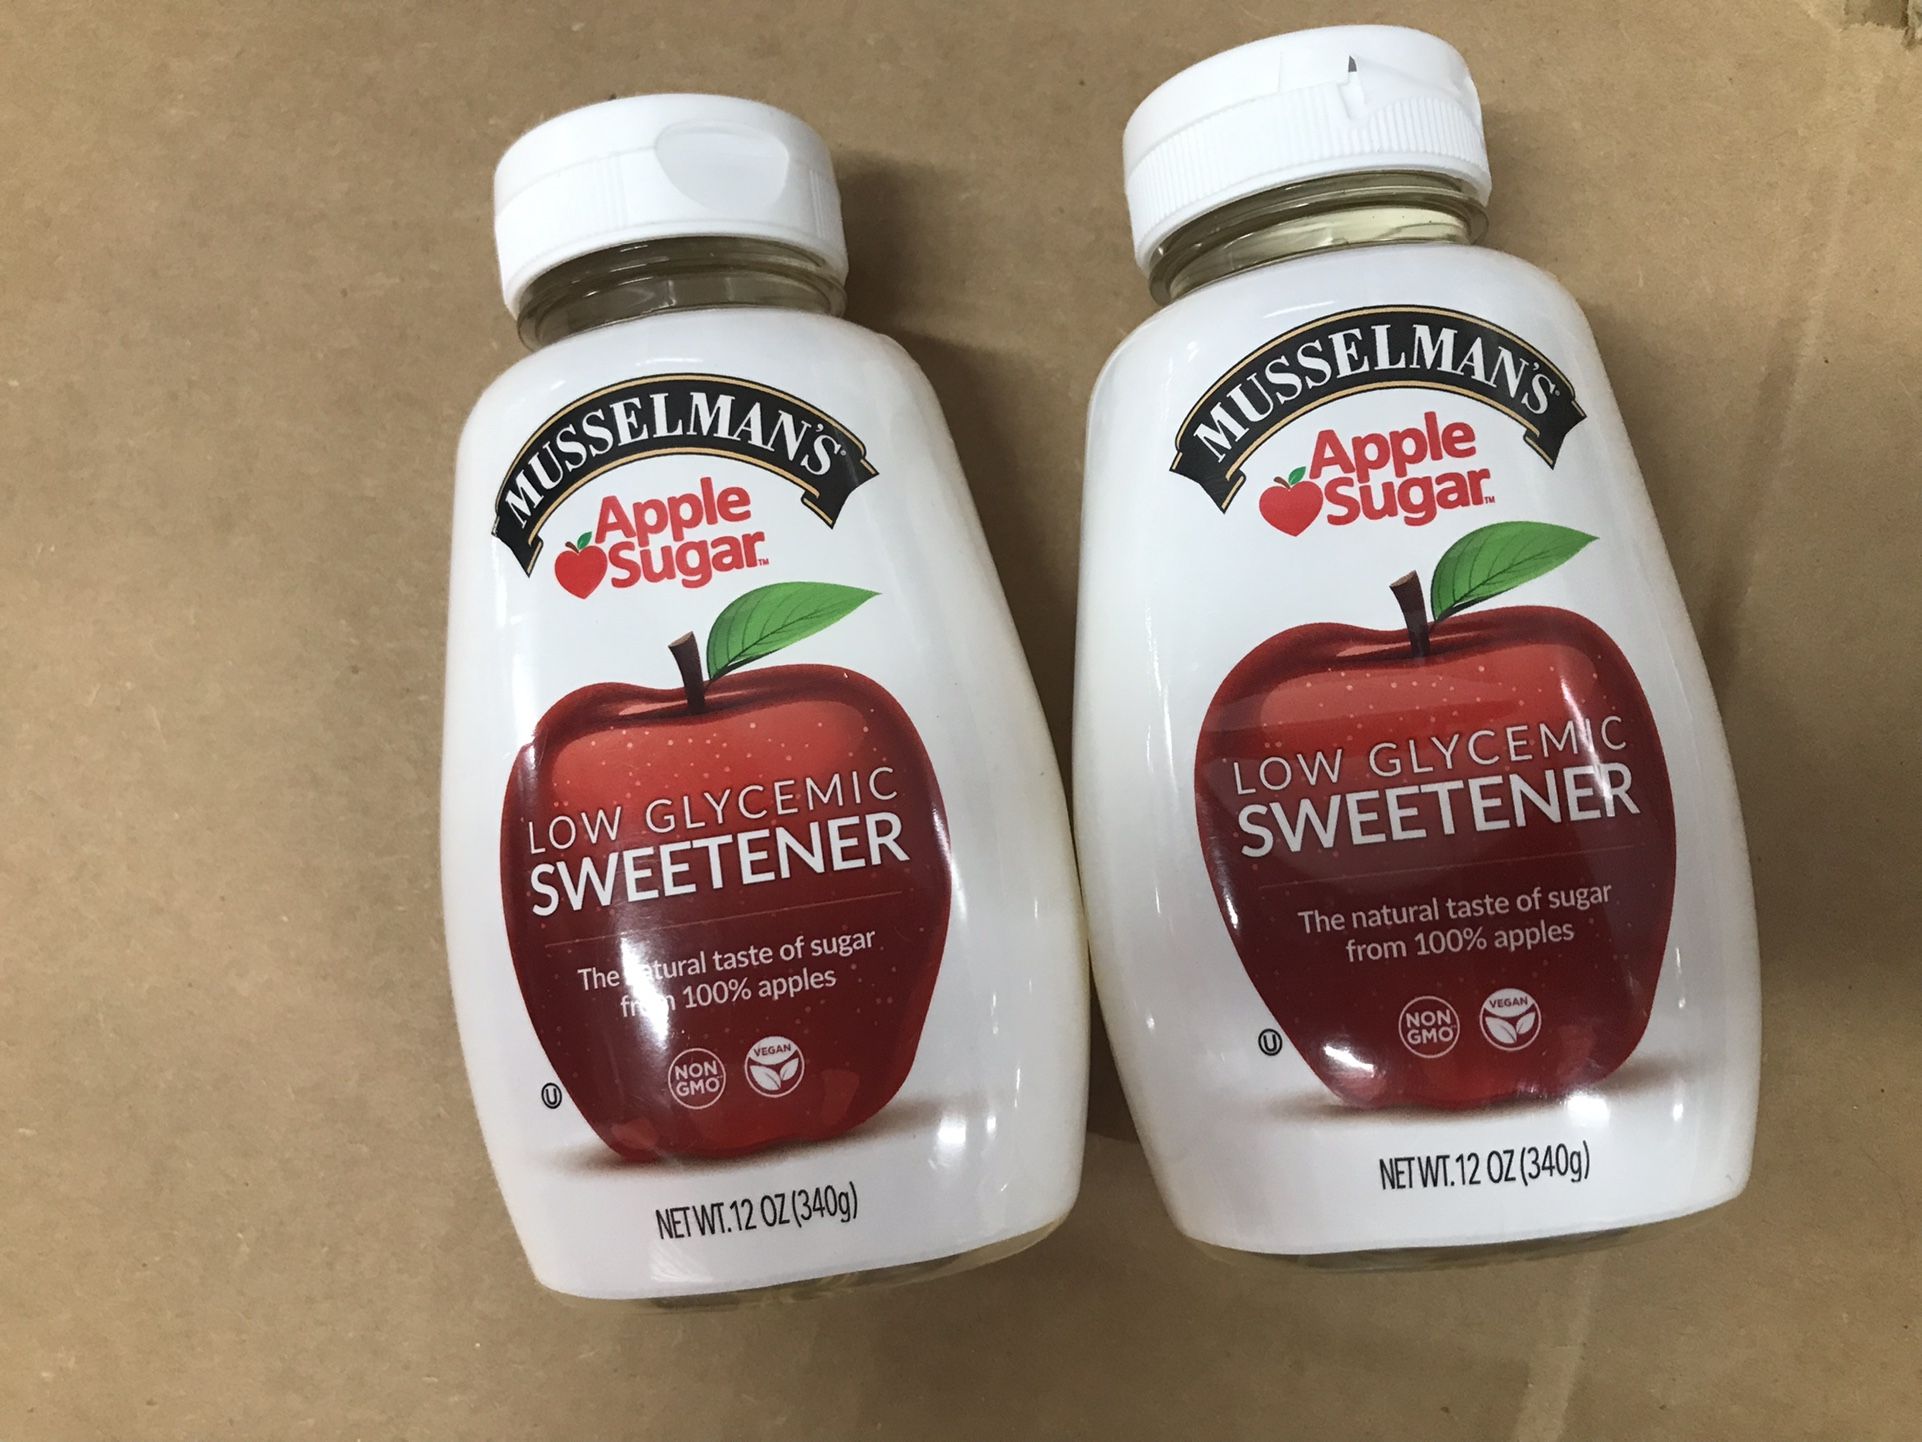 MUSSELMAN'S
Apple
Sugar™
LOW GLYCEMIC
SWEETENER
The natural taste of sugar
from 100% apples
NON
GMO
VEGAN
U
NET WT. 12 OZ (340g)
MUSSELMAN'S
Apple
Sugar™
LOW GLYCEMIC
SWEETENER
The natural taste of sugar
from 100% apples
NON
GMO
VEGAN
U
NET WT. 12 OZ (340g)